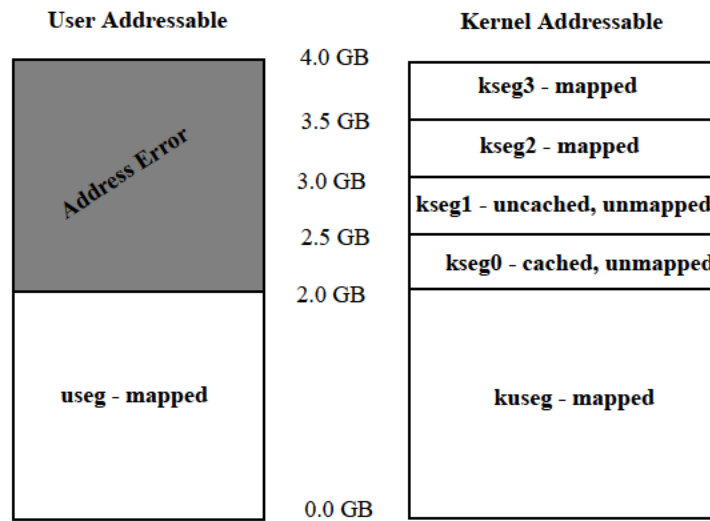 User Addressable
Kernel Addressable
4.0 GB
kseg3 - mapped
3.5 GB
Address Error
kseg2 - mapped
3.0 GB
kseg1 - uncached, unmapped
2.5 GB
kseg0 - cached, unmapped
2.0 GB
useg - mapped
kuseg - mapped
0.0 GB